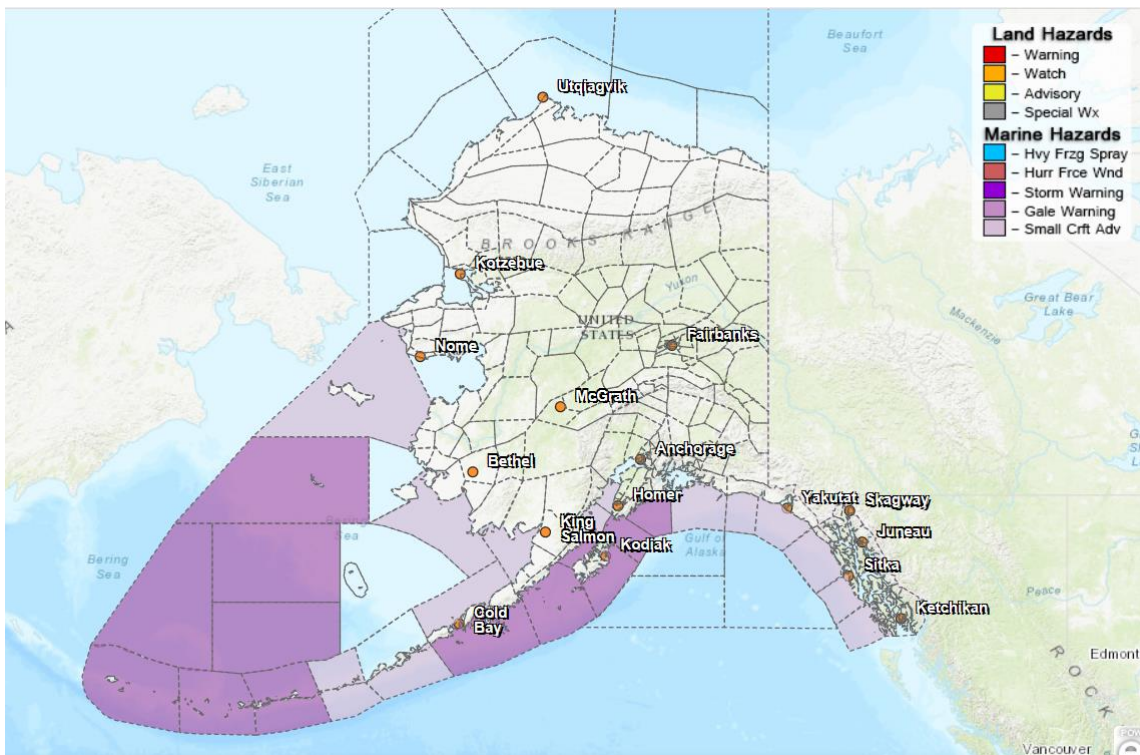 Land Hazards
– Warning
– Watch
– Advisory
– Special Wx
Marine Hazards
– Hvy Frzg Spray
– Hurr Frce Wnd
– Storm Warning
– Gale Warning
– Small Crft Adv
Beaufort
Sea
Utqiagvik
East
Siberian
Sea
BROOKS RANGE
Kotzebue
Yukon
Great Bear
Lake
Mackenzie
UNITED
STATES
Fairbanks
Nome
McGrath
Anchorage
Bethel
Homer
Yakutat
Skagway
King
Salmon
Kodiak
Gulf of
Alaska
Juneau
Sea
Bering
Sea
Sitka
Peace
Cold
Bay
Ketchikan
Edmont
ROCK
Vancouver